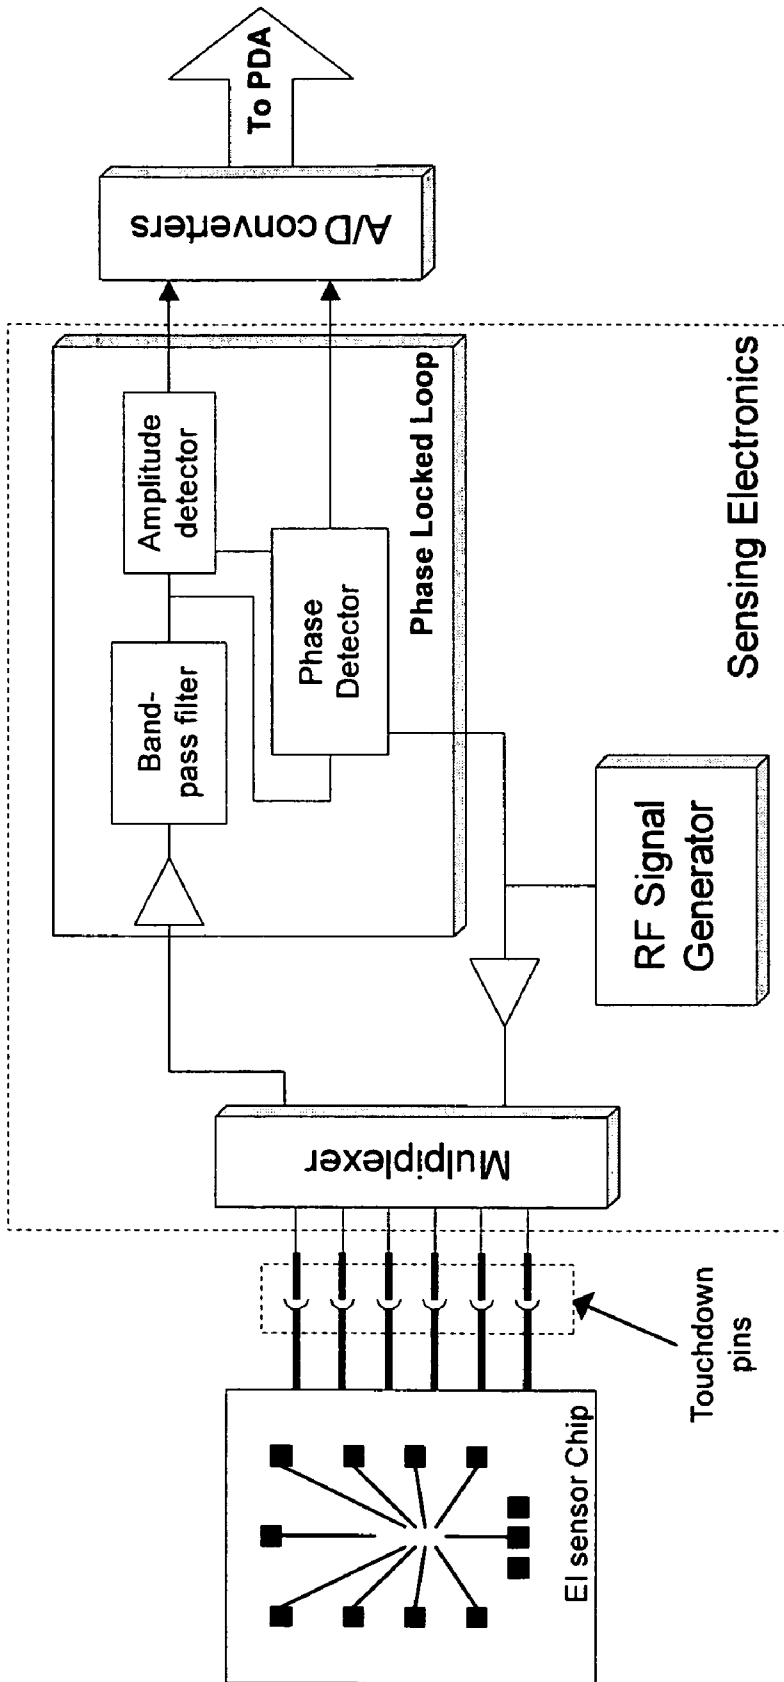 To PDA
A/D converters
Amplitude
detector
Band-
pass filter
Phase
Detector
Phase Locked Loop
Sensing Electronics
RF Signal
Generator
Mulpiplexer
Touchdown
pins
EI sensor Chip